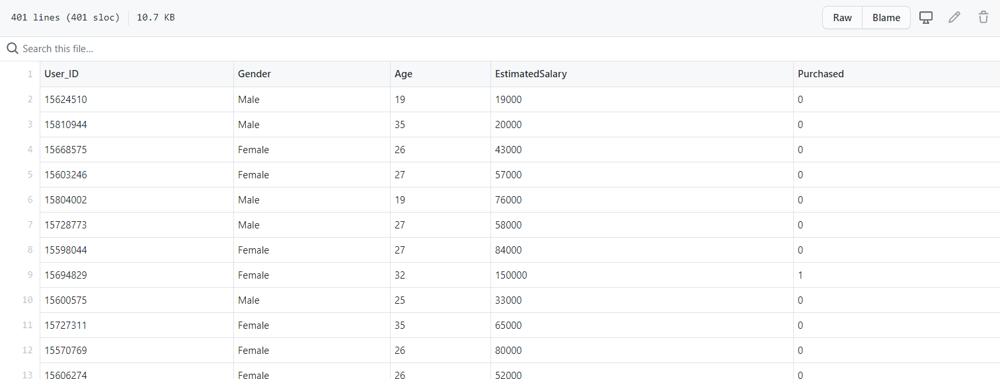 401 lines (401 sloc) 10.7 KB Raw Blame
Search this file...
1 User_ID Gender Age EstimatedSalary Purchased
2 15624510 Male 19 19000 0
3 15810944 Male 35 20000 0
4 15668575 Female 26 43000 0
5 15603246 Female 27 57000 0
6 15804002 Male 19 76000 0
7 15728773 Male 27 58000 0
8 15598044 Female 27 84000 0
9 15694829 Female 32 150000 1
10 15600575 Male 25 33000 0
11 15727311 Female 35 65000 0
12 15570769 Female 26 80000 0
13 15606274 Female 26 52000 0